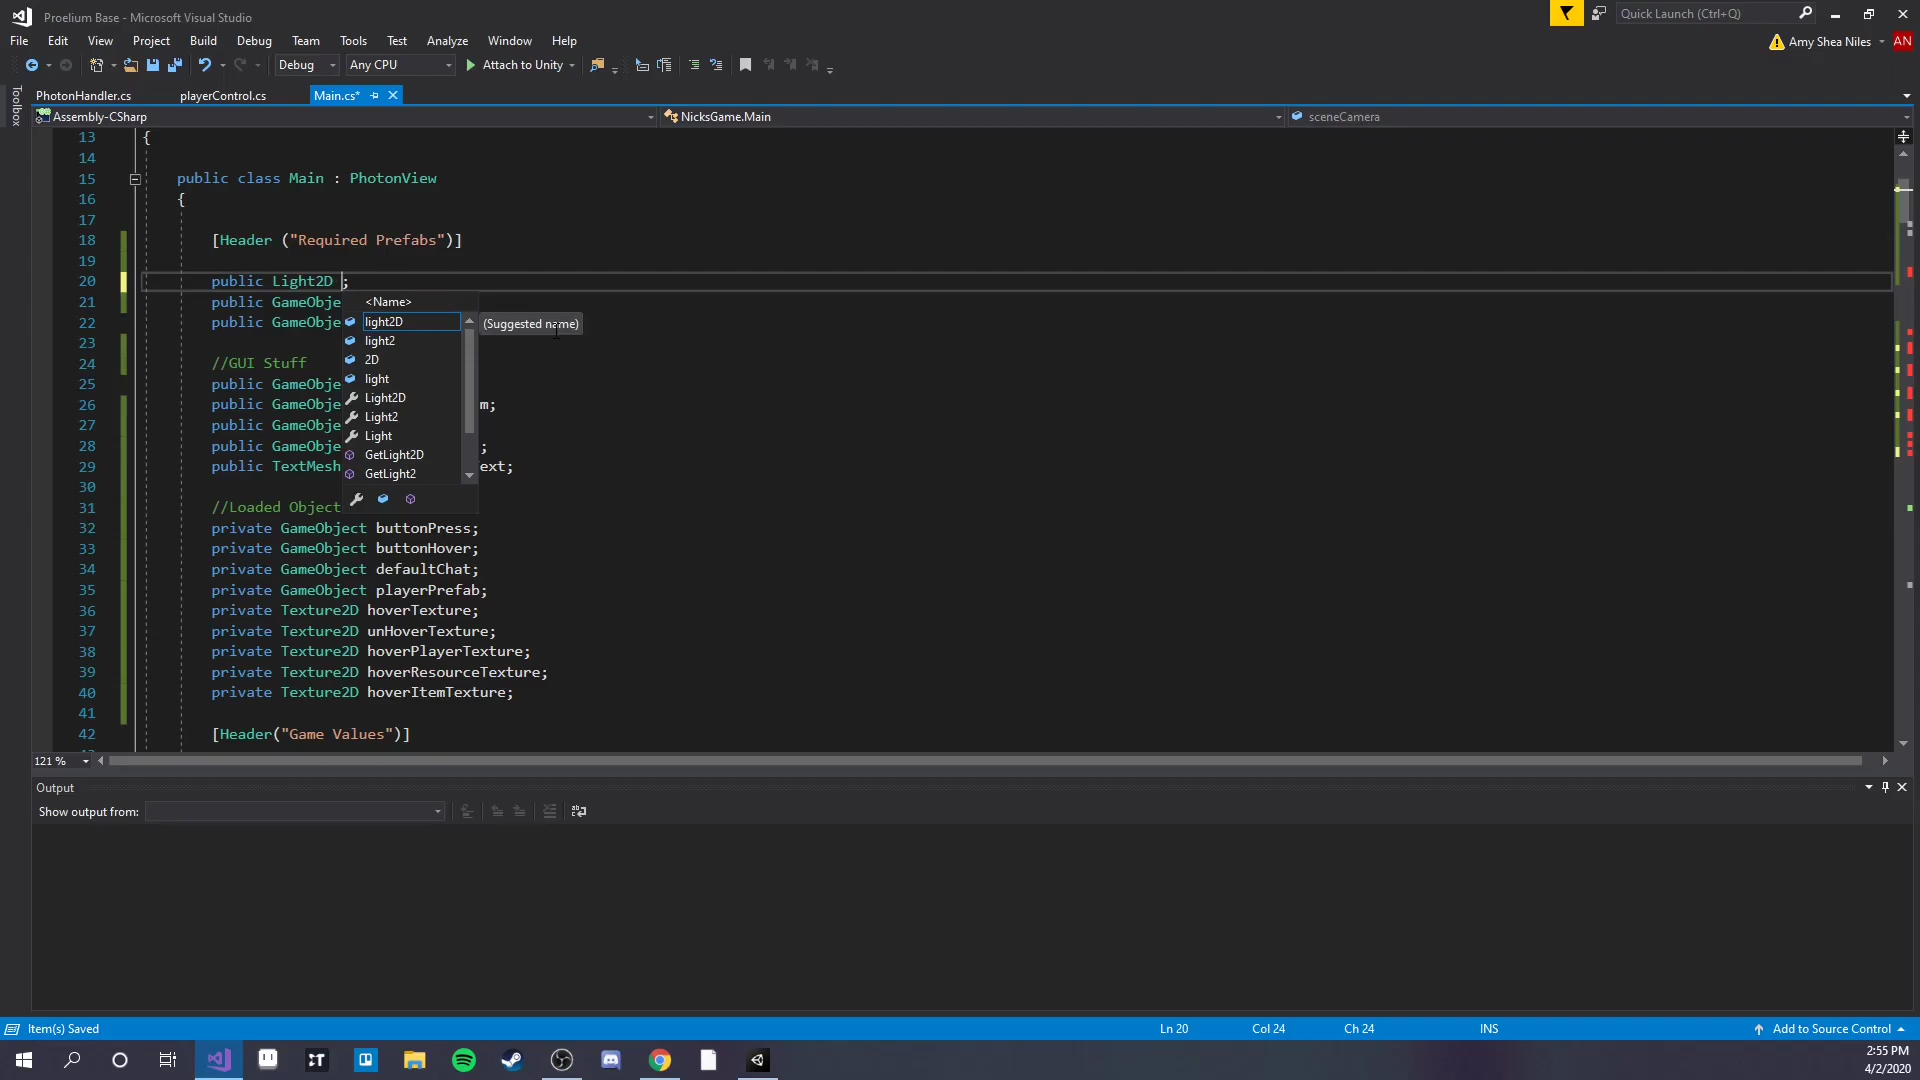 Proelium Base - Microsoft Visual Studio
Quick Launch (Ctrl+Q)
File Edit View Project Build Debug Team Tools Test Analyze Window Help
Amy Shea Niles AN
Debug Any CPU Attach to Unity
Toolbox
PhotonHandler.cs playerControl.cs Main.cs*
Assembly-CSharp NicksGame.Main sceneCamera
13 {
14
15 public class Main : PhotonView
16 {
17
18 [Header ("Required Prefabs")]
19
20 public Light2D ;
21 public GameObje
22 public GameObje
23
24 //GUI Stuff
25 public GameObje
26 public GameObje m;
27 public GameObje
28 public GameObje ;
29 public TextMesh ext;
30
31 //Loaded Object
32 private GameObject buttonPress;
33 private GameObject buttonHover;
34 private GameObject defaultChat;
35 private GameObject playerPrefab;
36 private Texture2D hoverTexture;
37 private Texture2D unHoverTexture;
38 private Texture2D hoverPlayerTexture;
39 private Texture2D hoverResourceTexture;
40 private Texture2D hoverItemTexture;
41
42 [Header("Game Values")]
<Name>
light2D
light2
2D
light
Light2D
Light2
Light
GetLight2D
GetLight2
(Suggested name)
121 %
Output
Show output from:
Item(s) Saved Ln 20 Col 24 Ch 24 INS Add to Source Control
2:55 PM
4/2/2020